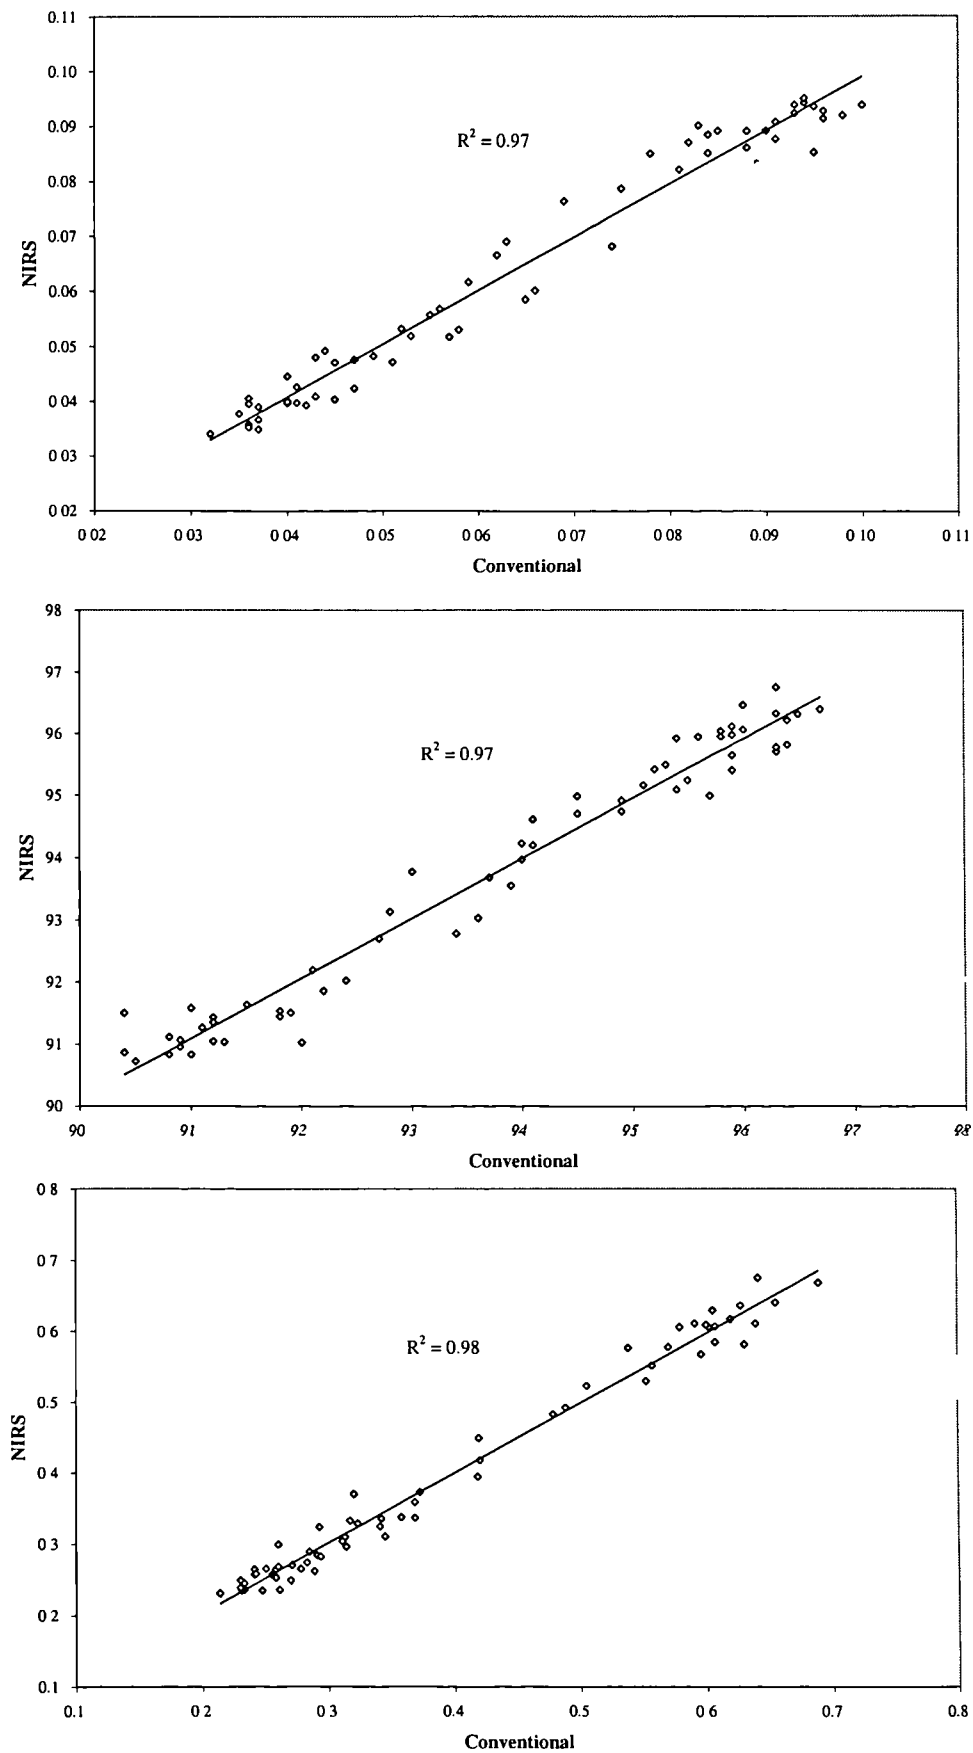 0.11
0.10
0.09
0.08
0.07
0.06
0.05
0.04
0 03
0 02
NIRS
R² = 0.97
0 02 0 03 0 04 0 05 0 06 0 07 0 08 0.09 0.10 0.11
Conventional
98
97
96
95
94
93
92
91
90
NIRS
R² = 0.97
90 91 92 93 94 95 96 97 98
Conventional
0 8
0 7
0 6
0.5
0 4
0.3
0 2
0.1
NIRS
R² = 0.98
0.1 0 2 0 3 0.4 0.5 0 6 0.7 0.8
Conventional